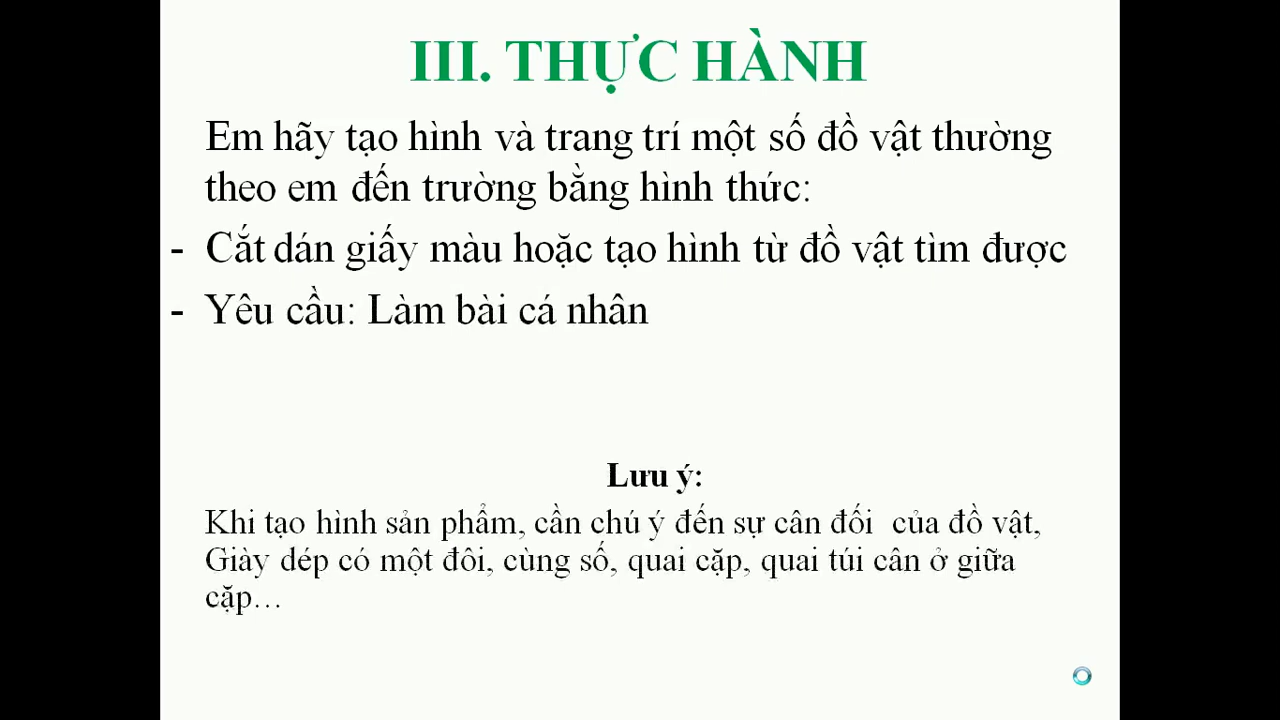 III. THỰC HÀNH
Em hãy tạo hình và trang trí một số đồ vật thường
theo em đến trường bằng hình thức:
- Cắt dán giấy màu hoặc tạo hình từ đồ vật tìm được
- Yêu cầu: Làm bài cá nhân
Lưu ý:
Khi tạo hình sản phẩm, cần chú ý đến sự cân đối của đồ vật,
Giày dép có một đôi, cùng số, quai cặp, quai túi cân ở giữa
cặp…